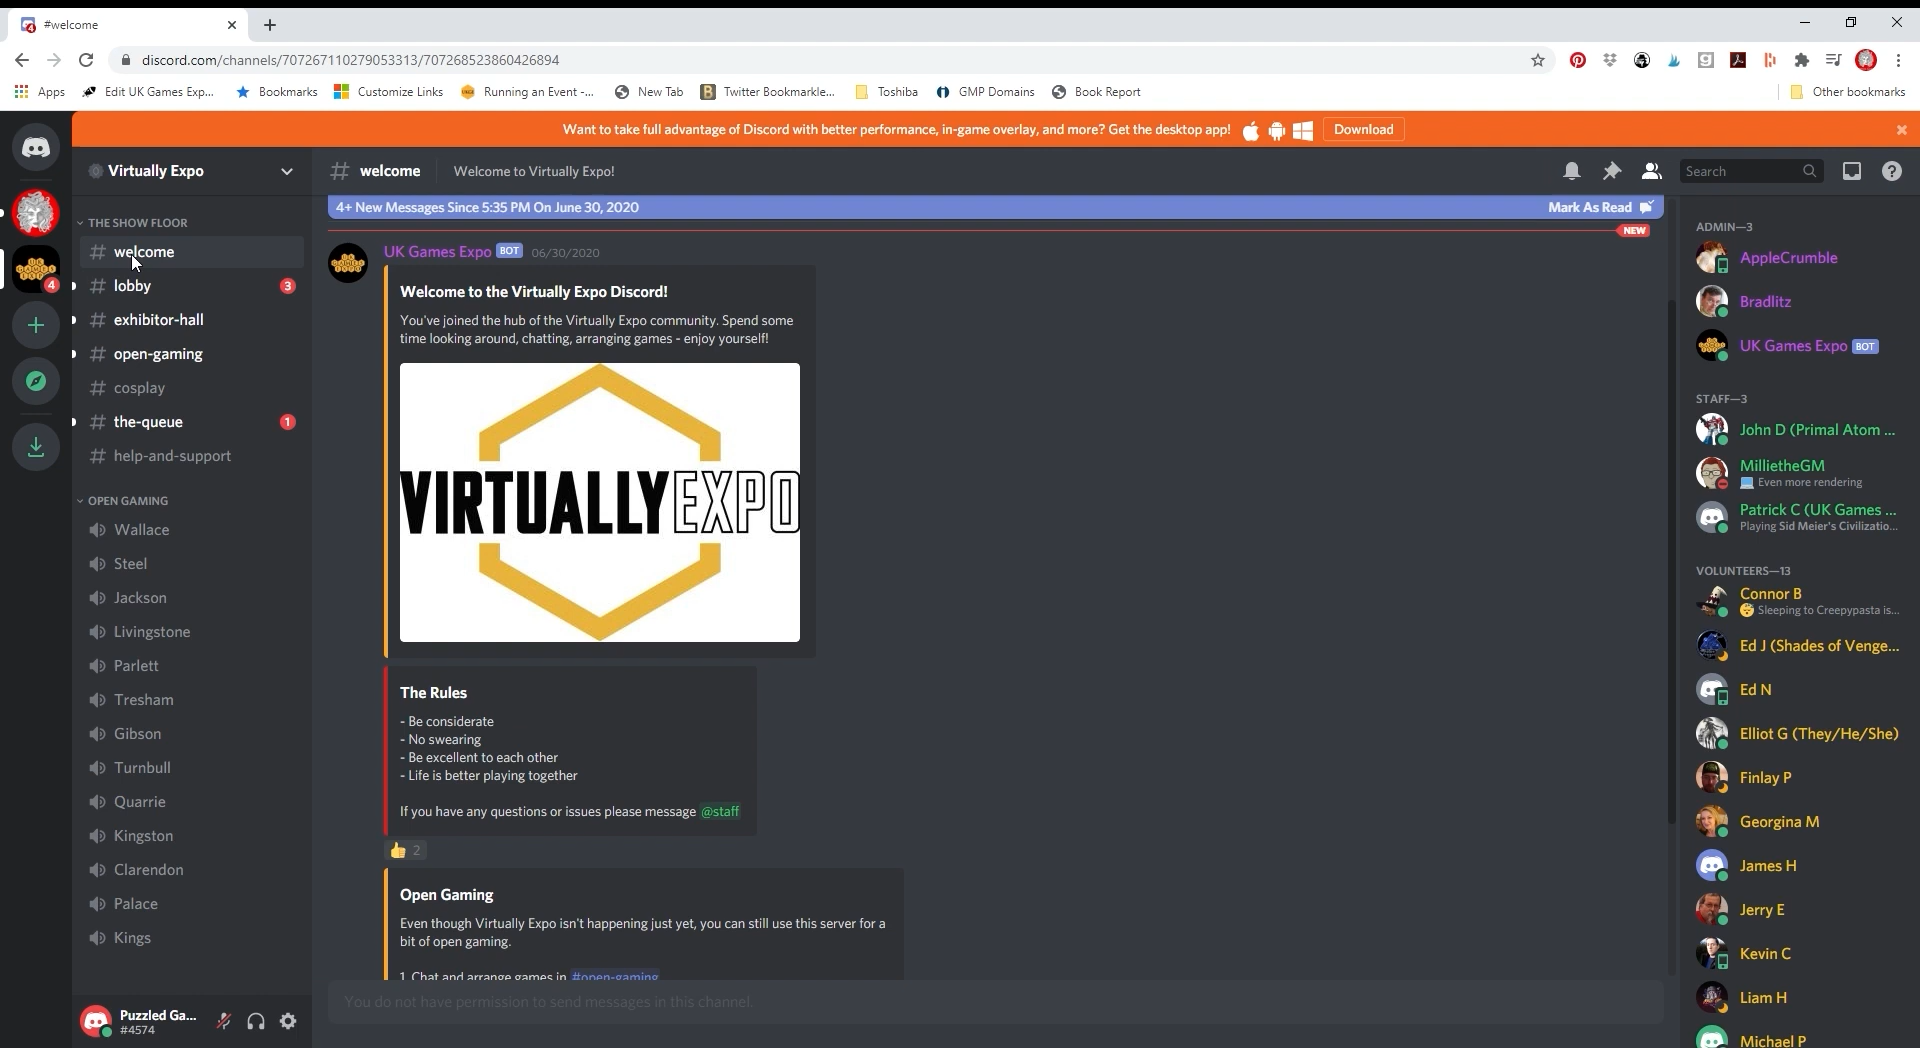 #welcome
discord.com/channels/707267110279053313/707268523860426894
Apps
Edit UK Games Exp...
Bookmarks
Customize Links
Running an Event -...
New Tab
Twitter Bookmarkle...
Toshiba
GMP Domains
Book Report
Other bookmarks
Want to take full advantage of Discord with better performance, in-game overlay, and more? Get the desktop app!
Download
Virtually Expo
# welcome
Welcome to Virtually Expo!
Search
THE SHOW FLOOR
# welcome
# lobby 3
# exhibitor-hall
# open-gaming
# cosplay
# the-queue 1
# help-and-support
4
OPEN GAMING
Wallace
Steel
Jackson
Livingstone
Parlett
Tresham
Gibson
Turnbull
Quarrie
Kingston
Clarendon
Palace
Kings
Puzzled Ga...
#4574
4+ New Messages Since 5:35 PM On June 30, 2020
Mark As Read
NEW
UK Games Expo BOT 06/30/2020
Welcome to the Virtually Expo Discord!
You've joined the hub of the Virtually Expo community. Spend some
time looking around, chatting, arranging games - enjoy yourself!
VIRTUALLYEXPO
The Rules
- Be considerate
- No swearing
- Be excellent to each other
- Life is better playing together
If you have any questions or issues please message @staff
2
Open Gaming
Even though Virtually Expo isn't happening just yet, you can still use this server for a
bit of open gaming.
1. Chat and arrange games in #open-gaming
You do not have permission to send messages in this channel.
ADMIN—3
AppleCrumble
Bradlitz
UK Games Expo BOT
STAFF—3
John D (Primal Atom ...
MillietheGM
Even more rendering
Patrick C (UK Games ...
Playing Sid Meier's Civilizatio...
VOLUNTEERS—13
Connor B
Sleeping to Creepypasta is...
Ed J (Shades of Venge...
Ed N
Elliot G (They/He/She)
Finlay P
Georgina M
James H
Jerry E
Kevin C
Liam H
Michael P